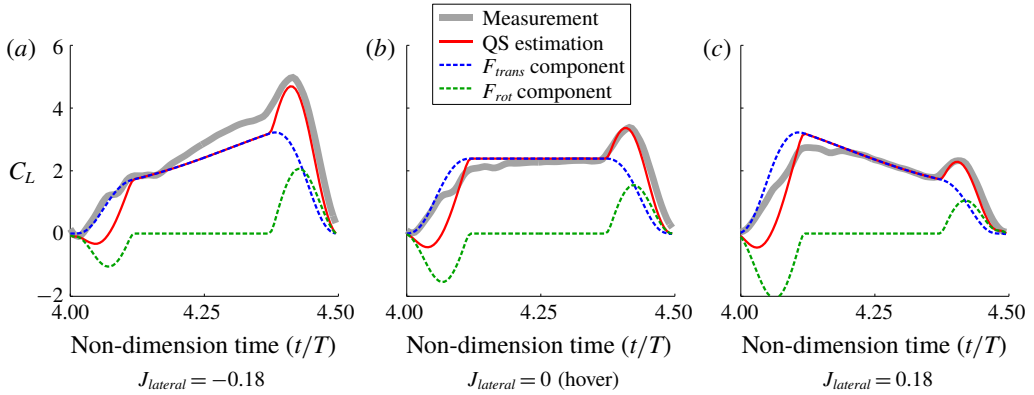 Measurement
QS estimation
F_trans component
F_rot component
(a)
(b)
(c)
6
4
2
0
−2
C_L
4.00 4.25 4.50
4.00 4.25 4.50
4.00 4.25 4.50
Non-dimension time (t/T)
Non-dimension time (t/T)
Non-dimension time (t/T)
J_lateral = −0.18
J_lateral = 0 (hover)
J_lateral = 0.18